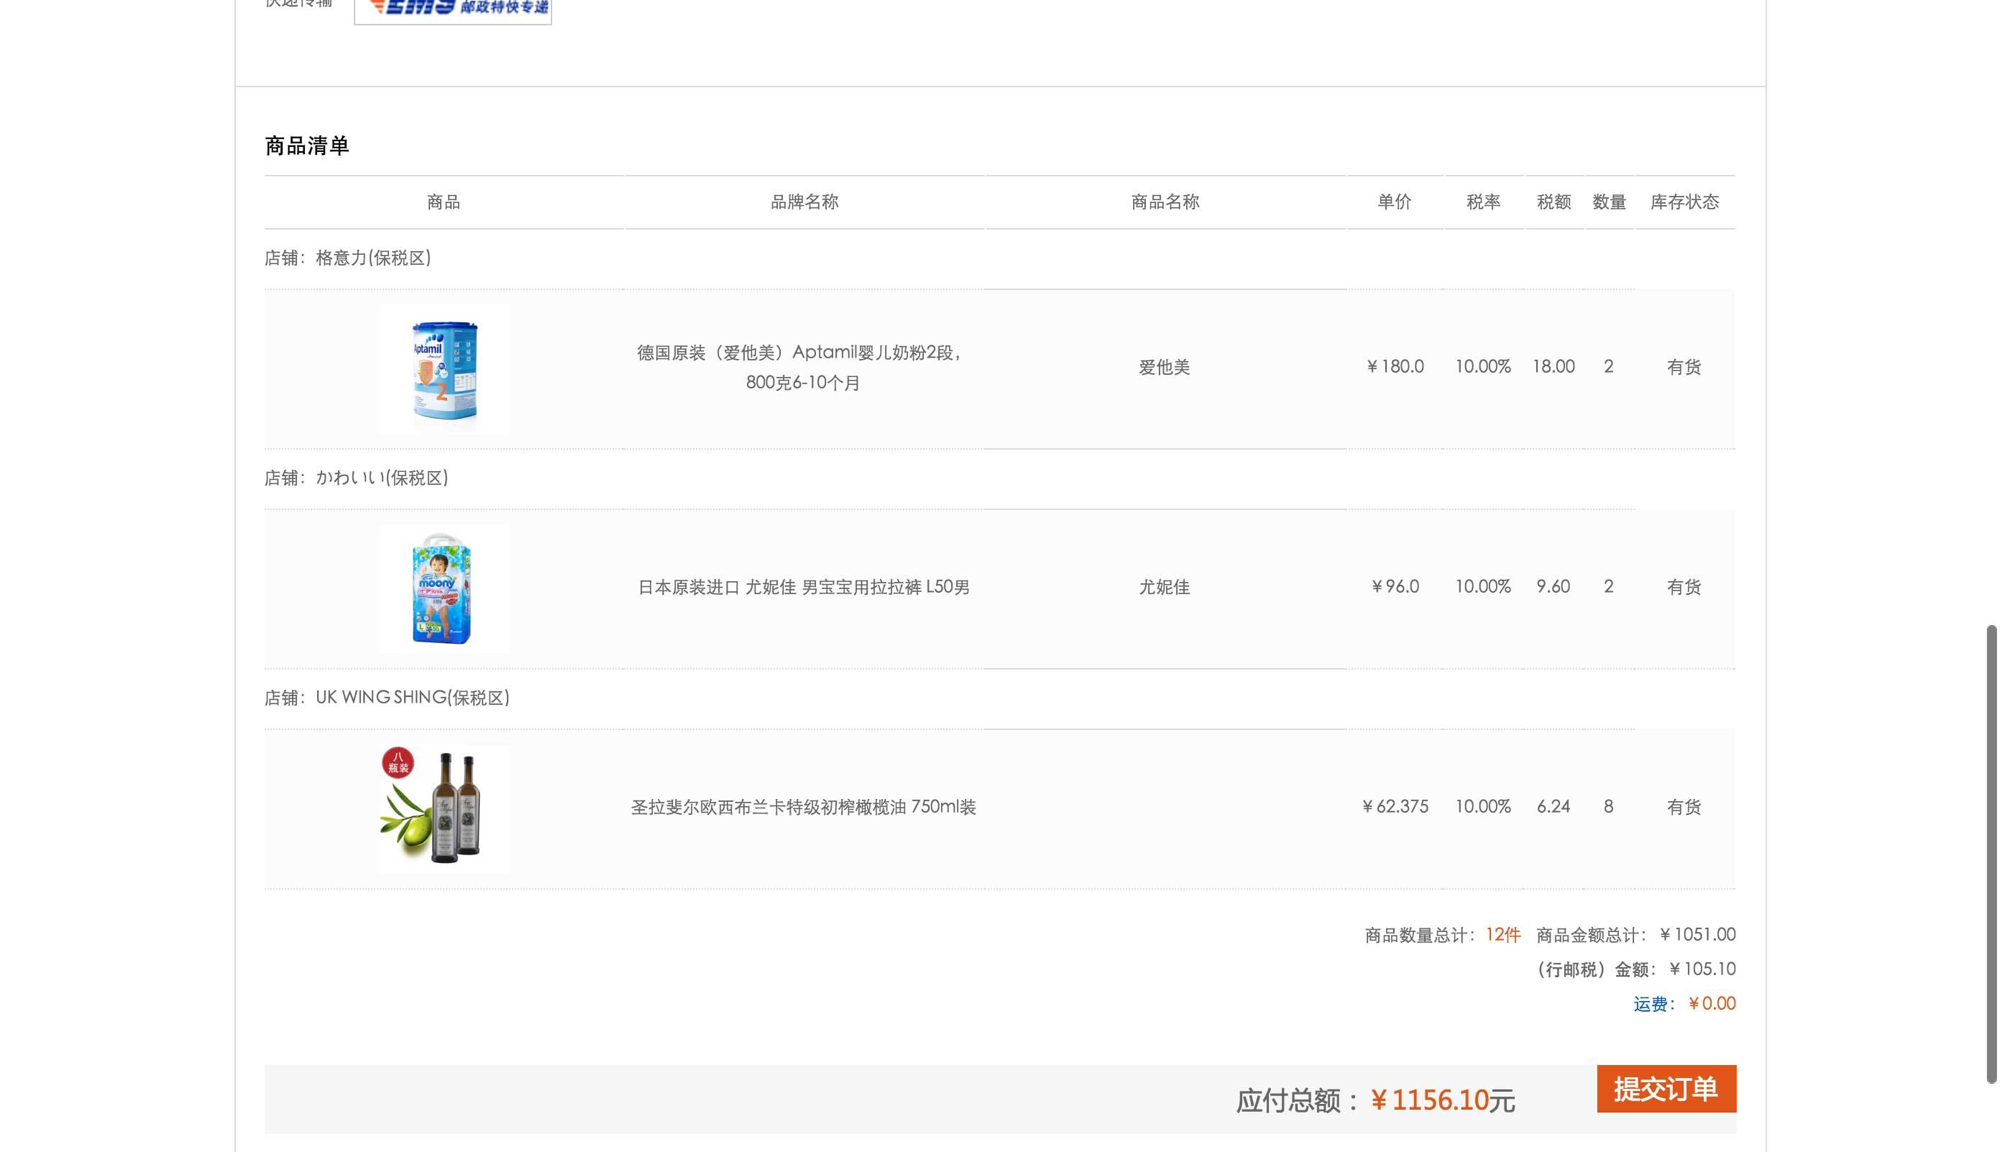 快递传输 EMS 邮政特快专递
商品清单
商品 品牌名称 商品名称 单价 税率 税额 数量 库存状态
店铺：格意力(保税区)
Aptamil
2
德国原装（爱他美）Aptamil婴儿奶粉2段，
800克6-10个月
爱他美 ￥180.0 10.00% 18.00 2 有货
店铺：かわいい(保税区)
moony
L
日本原装进口 尤妮佳 男宝宝用拉拉裤 L50男 尤妮佳 ￥96.0 10.00% 9.60 2 有货
店铺：UK WING SHING(保税区)
八
瓶装
圣拉斐尔欧西布兰卡特级初榨橄榄油 750ml装 ￥62.375 10.00% 6.24 8 有货
商品数量总计：12件 商品金额总计：￥1051.00
（行邮税）金额：￥105.10
运费：￥0.00
应付总额：￥1156.10元 提交订单